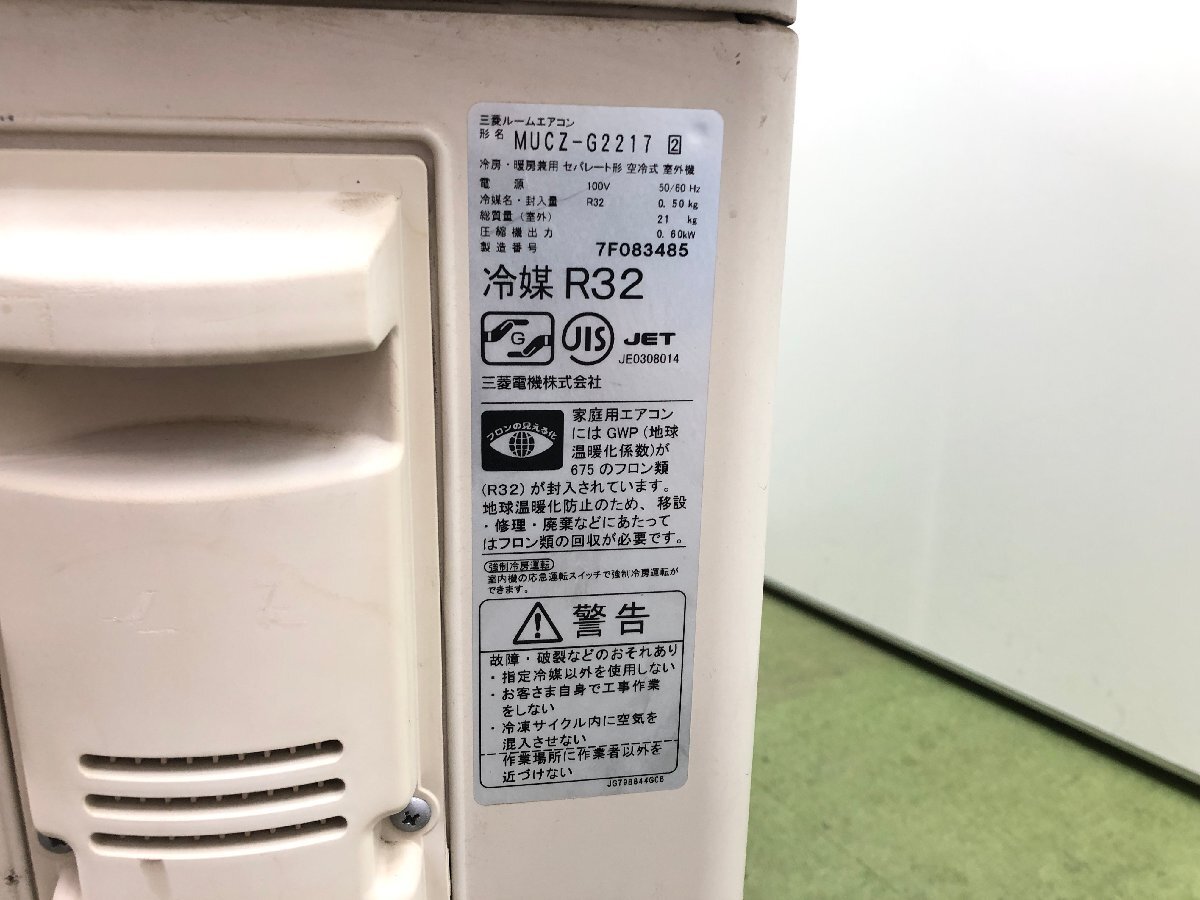 三菱ルームエアコン
形名 MUCZ-G2217 2
冷房・暖房兼用 セパレート形 空冷式 室外機
電源 100V 50/60 Hz
冷媒名・封入量 R32 0.50 kg
総質量(室外) 21 kg
圧縮機出力 0.60kW
製造番号 7F083485
冷媒 R32
G JIS JET
JE0308014
三菱電機株式会社
フロンの見える化
家庭用エアコン
には GWP (地球
温暖化係数)が
675 のフロン類
(R32) が封入されています。
地球温暖化防止のため、移設
・修理・廃棄などにあたって
はフロン類の回収が必要です。
強制冷房運転
室内機の応急運転スイッチで強制冷房運転が
できます。
警告
故障・破裂などのおそれあり
・指定冷媒以外を使用しない
・お客さま自身で工事作業
をしない
・冷凍サイクル内に空気を
混入させない
作業場所に作業者以外を
近づけない
JG79B844G08